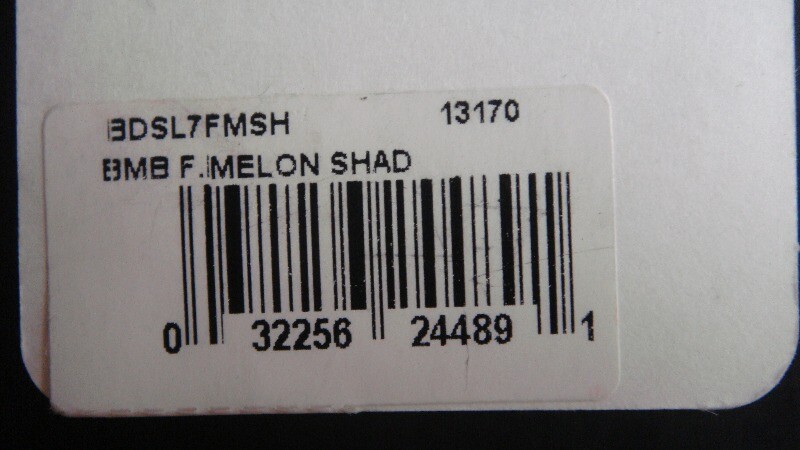 BDSL7FMSH 13170
BMB F.MELON SHAD
0 32256 24489 1